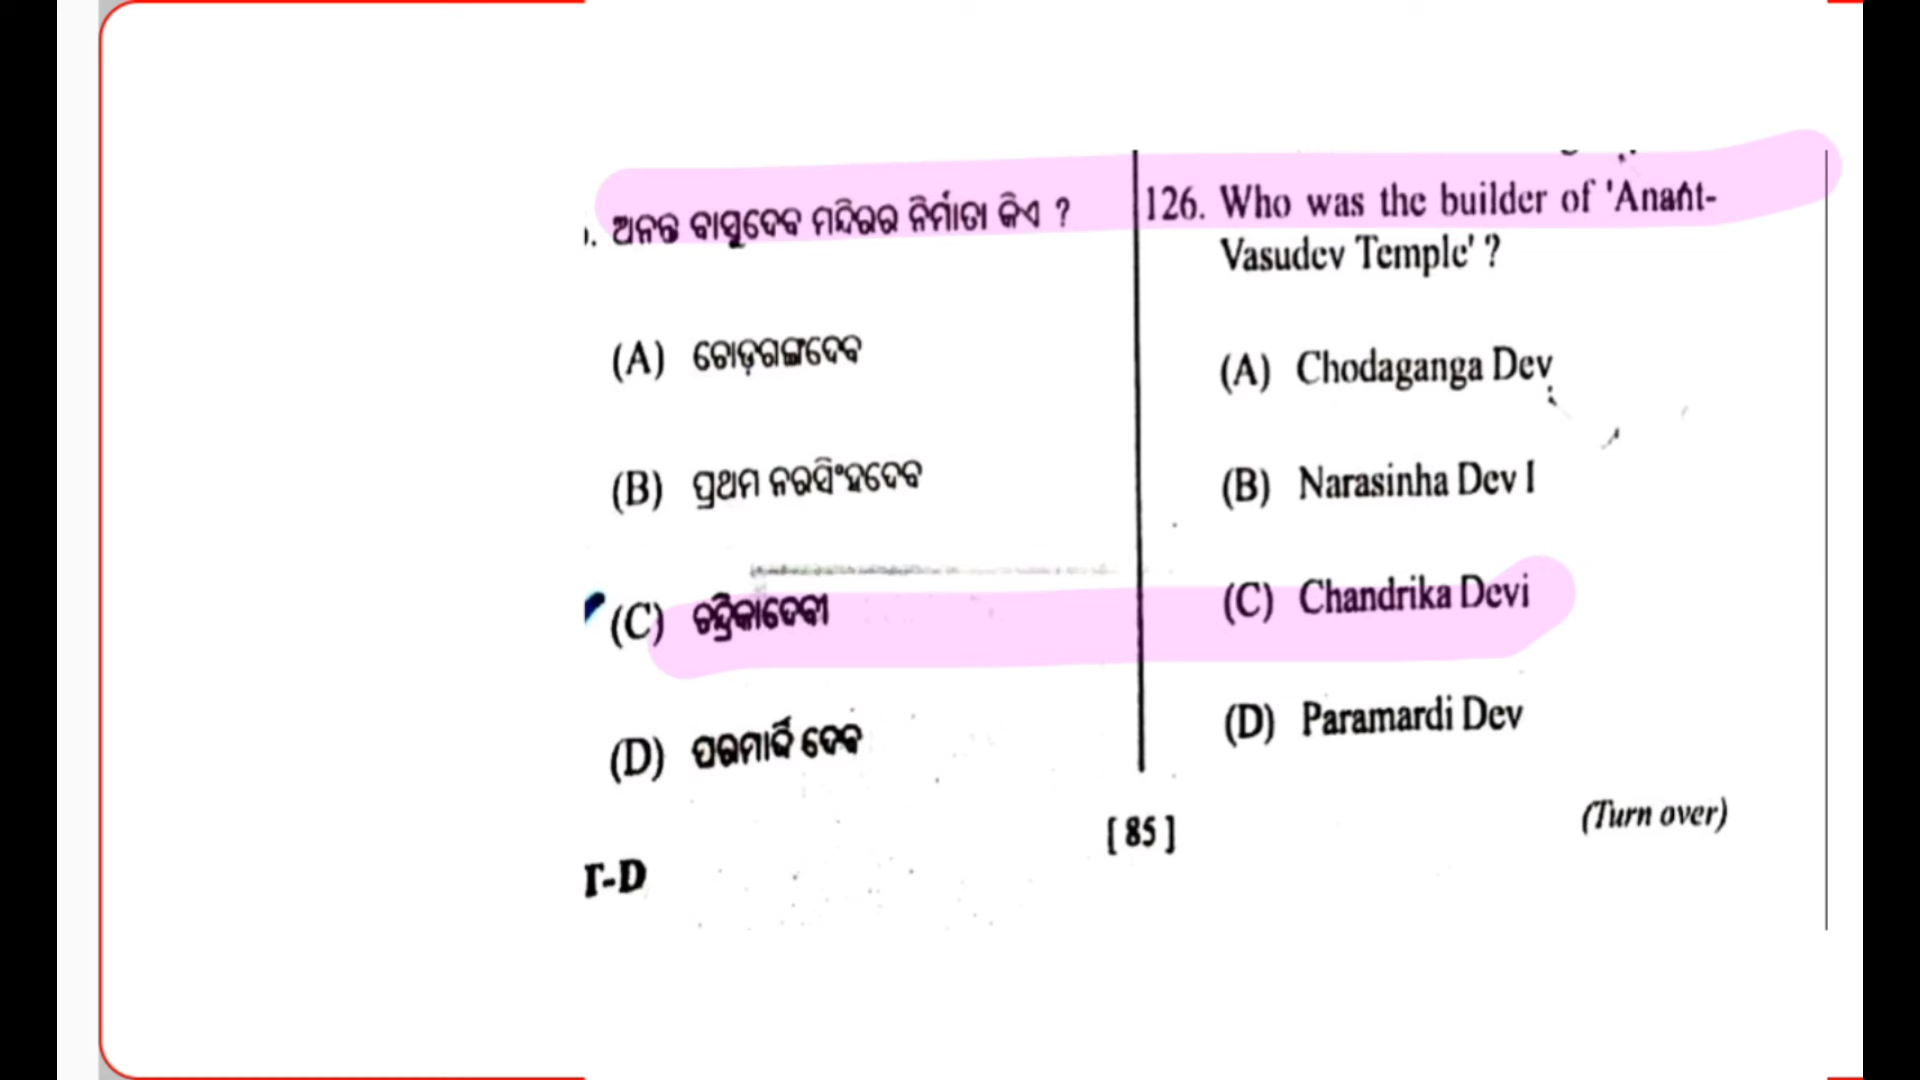 . ଅନନ୍ତ ବାସୁଦେବ ମନ୍ଦିରର ନିର୍ମାତା କିଏ ?
(A) ଚୋଡ଼ଗଙ୍ଗଦେବ
(B) ପ୍ରଥମ ନରସିଂହଦେବ
(C) ଚନ୍ଦ୍ରିକାଦେବୀ
(D) ପରମାର୍ଦ୍ଦି ଦେବ
126. Who was the builder of 'Anant-
Vasudev Temple' ?
(A) Chodaganga Dev
(B) Narasinha Dev I
(C) Chandrika Devi
(D) Paramardi Dev
[ 85 ]
(Turn over)
T-D